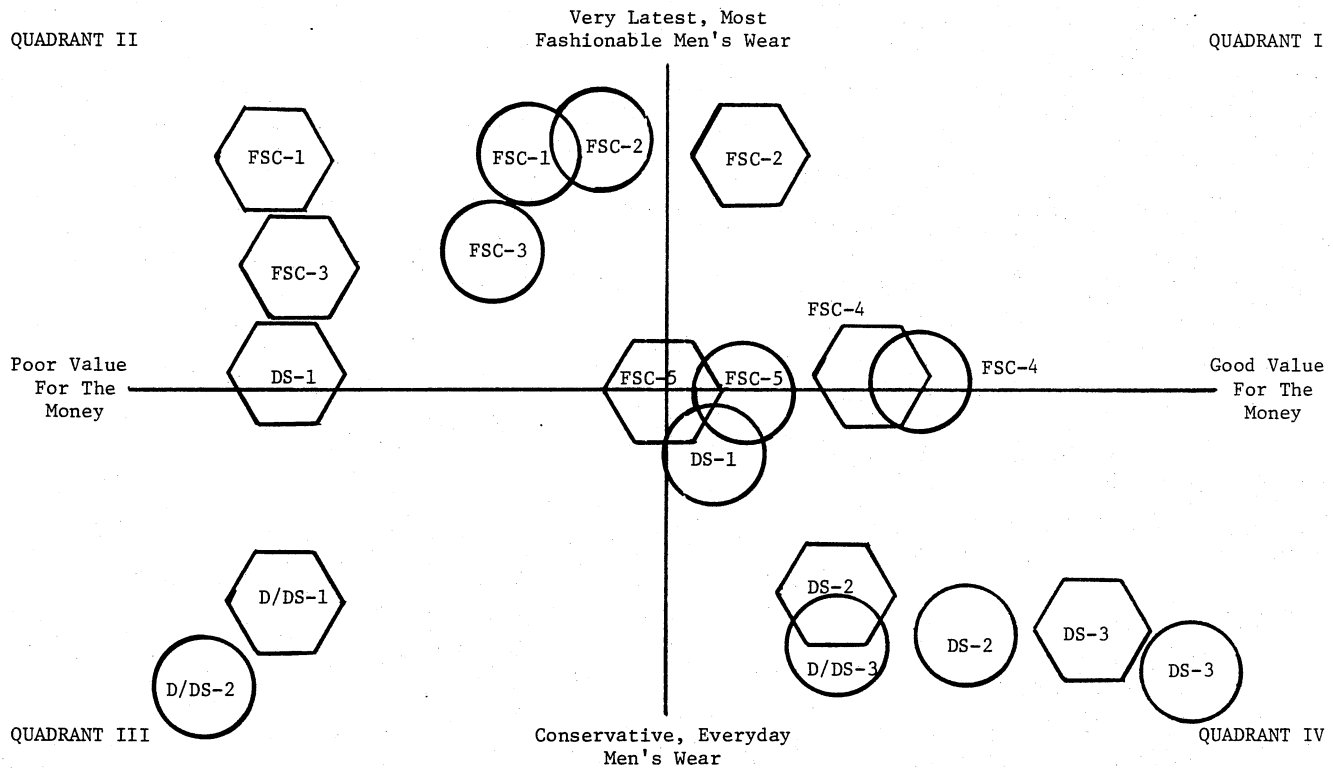 Very Latest, Most
Fashionable Men's Wear
QUADRANT II
QUADRANT I
FSC-1
FSC-1
FSC-2
FSC-2
FSC-3
FSC-3
FSC-4
Poor Value
For The
Money
DS-1
FSC-5
FSC-5
FSC-4
Good Value
For The
Money
DS-1
D/DS-1
DS-2
D/DS-3
DS-2
DS-3
DS-3
D/DS-2
QUADRANT III
Conservative, Everyday
Men's Wear
QUADRANT IV